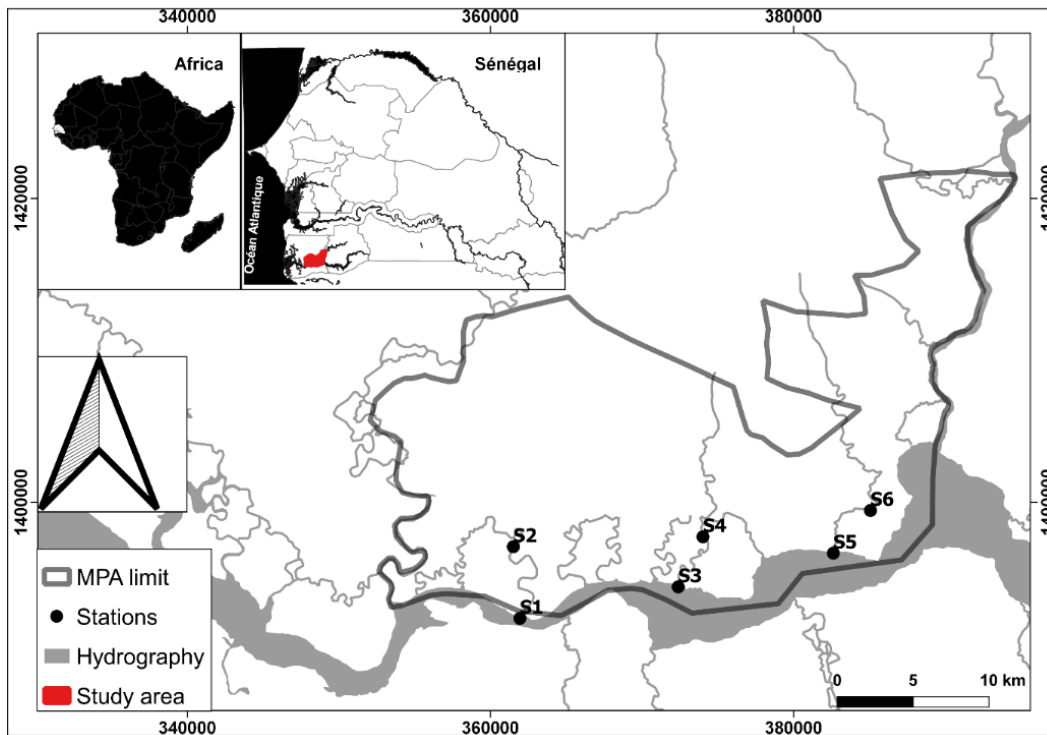 340000
360000
380000
Africa
Sénégal
Océan Atlantique
1420000
1420000
1400000
1400000
S6
S2
S4
S5
S3
S1
MPA limit
Stations
Hydrography
Study area
0 5 10 km
340000
360000
380000